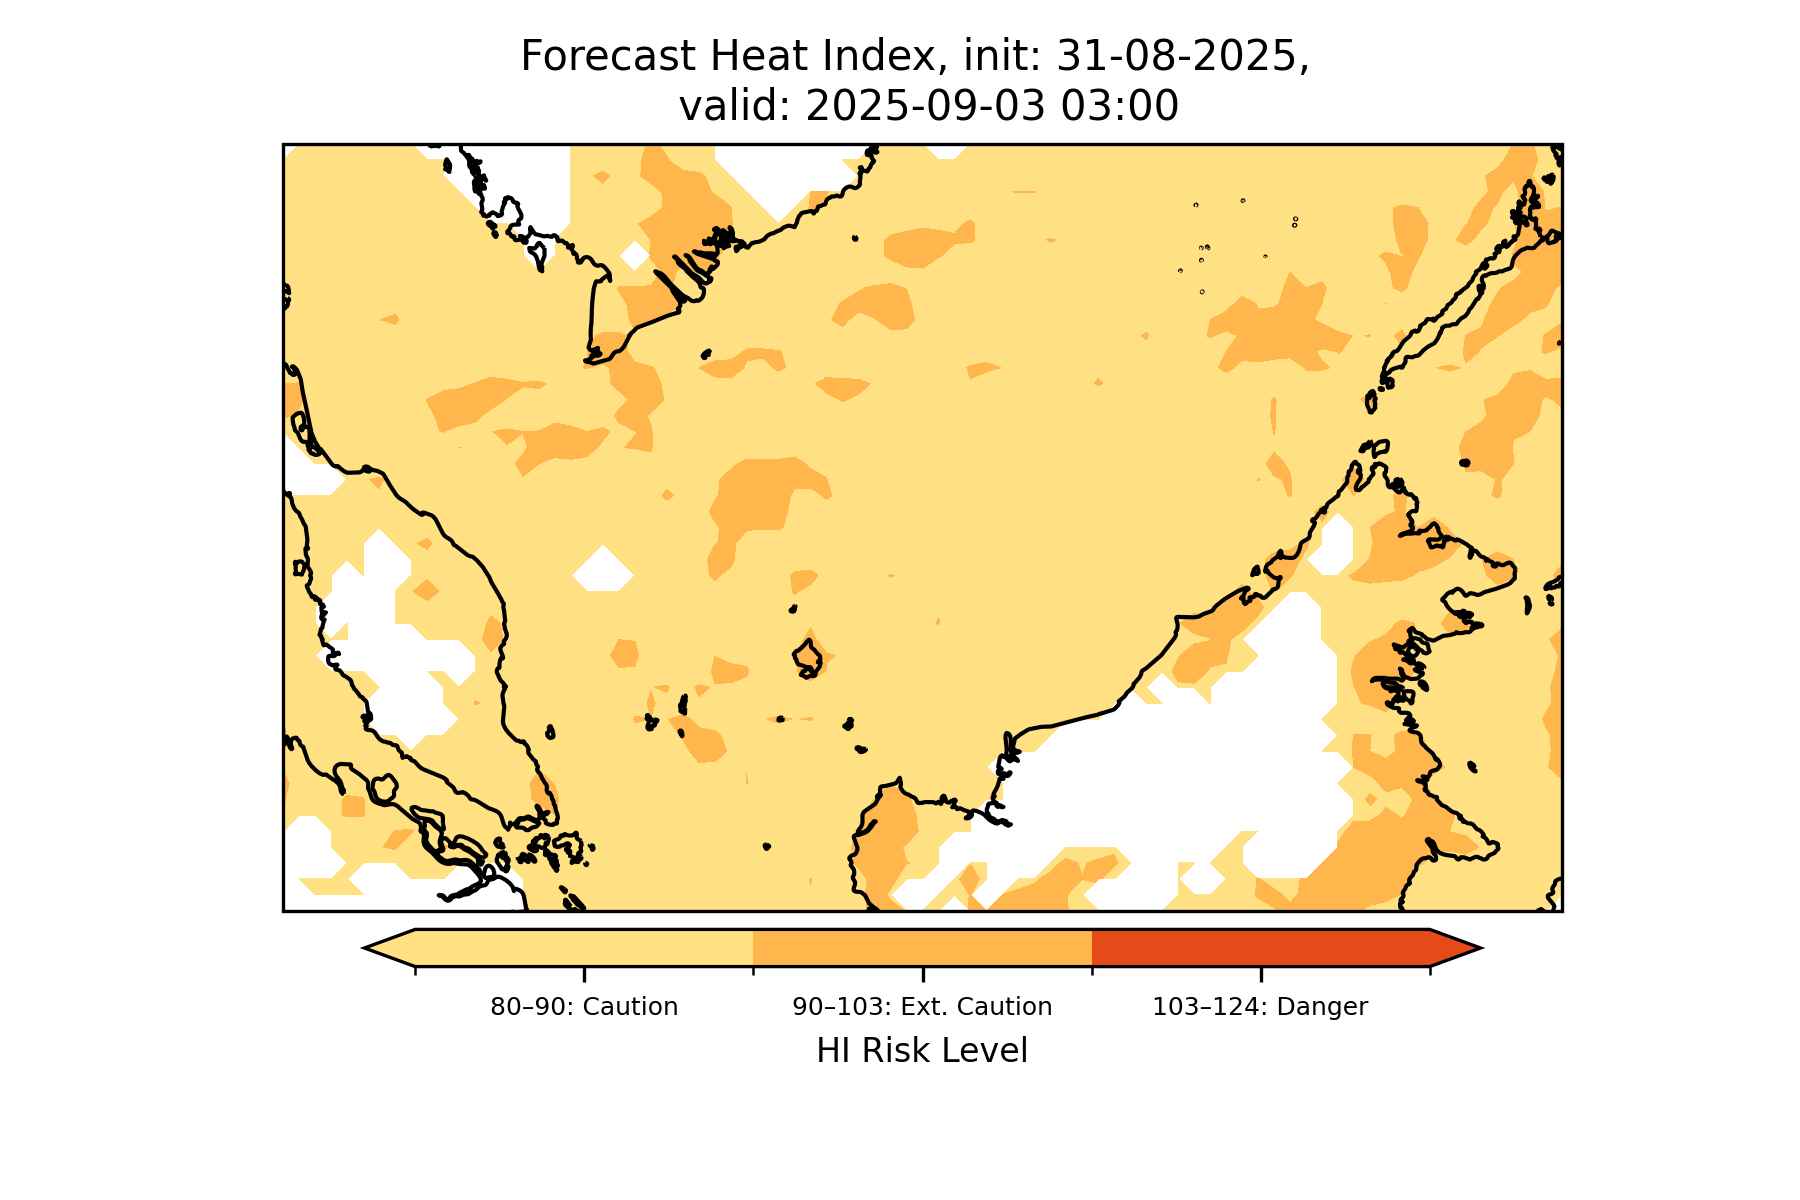 Forecast Heat Index, init: 31-08-2025,
valid: 2025-09-03 03:00
80–90: Caution
90–103: Ext. Caution
103–124: Danger
HI Risk Level